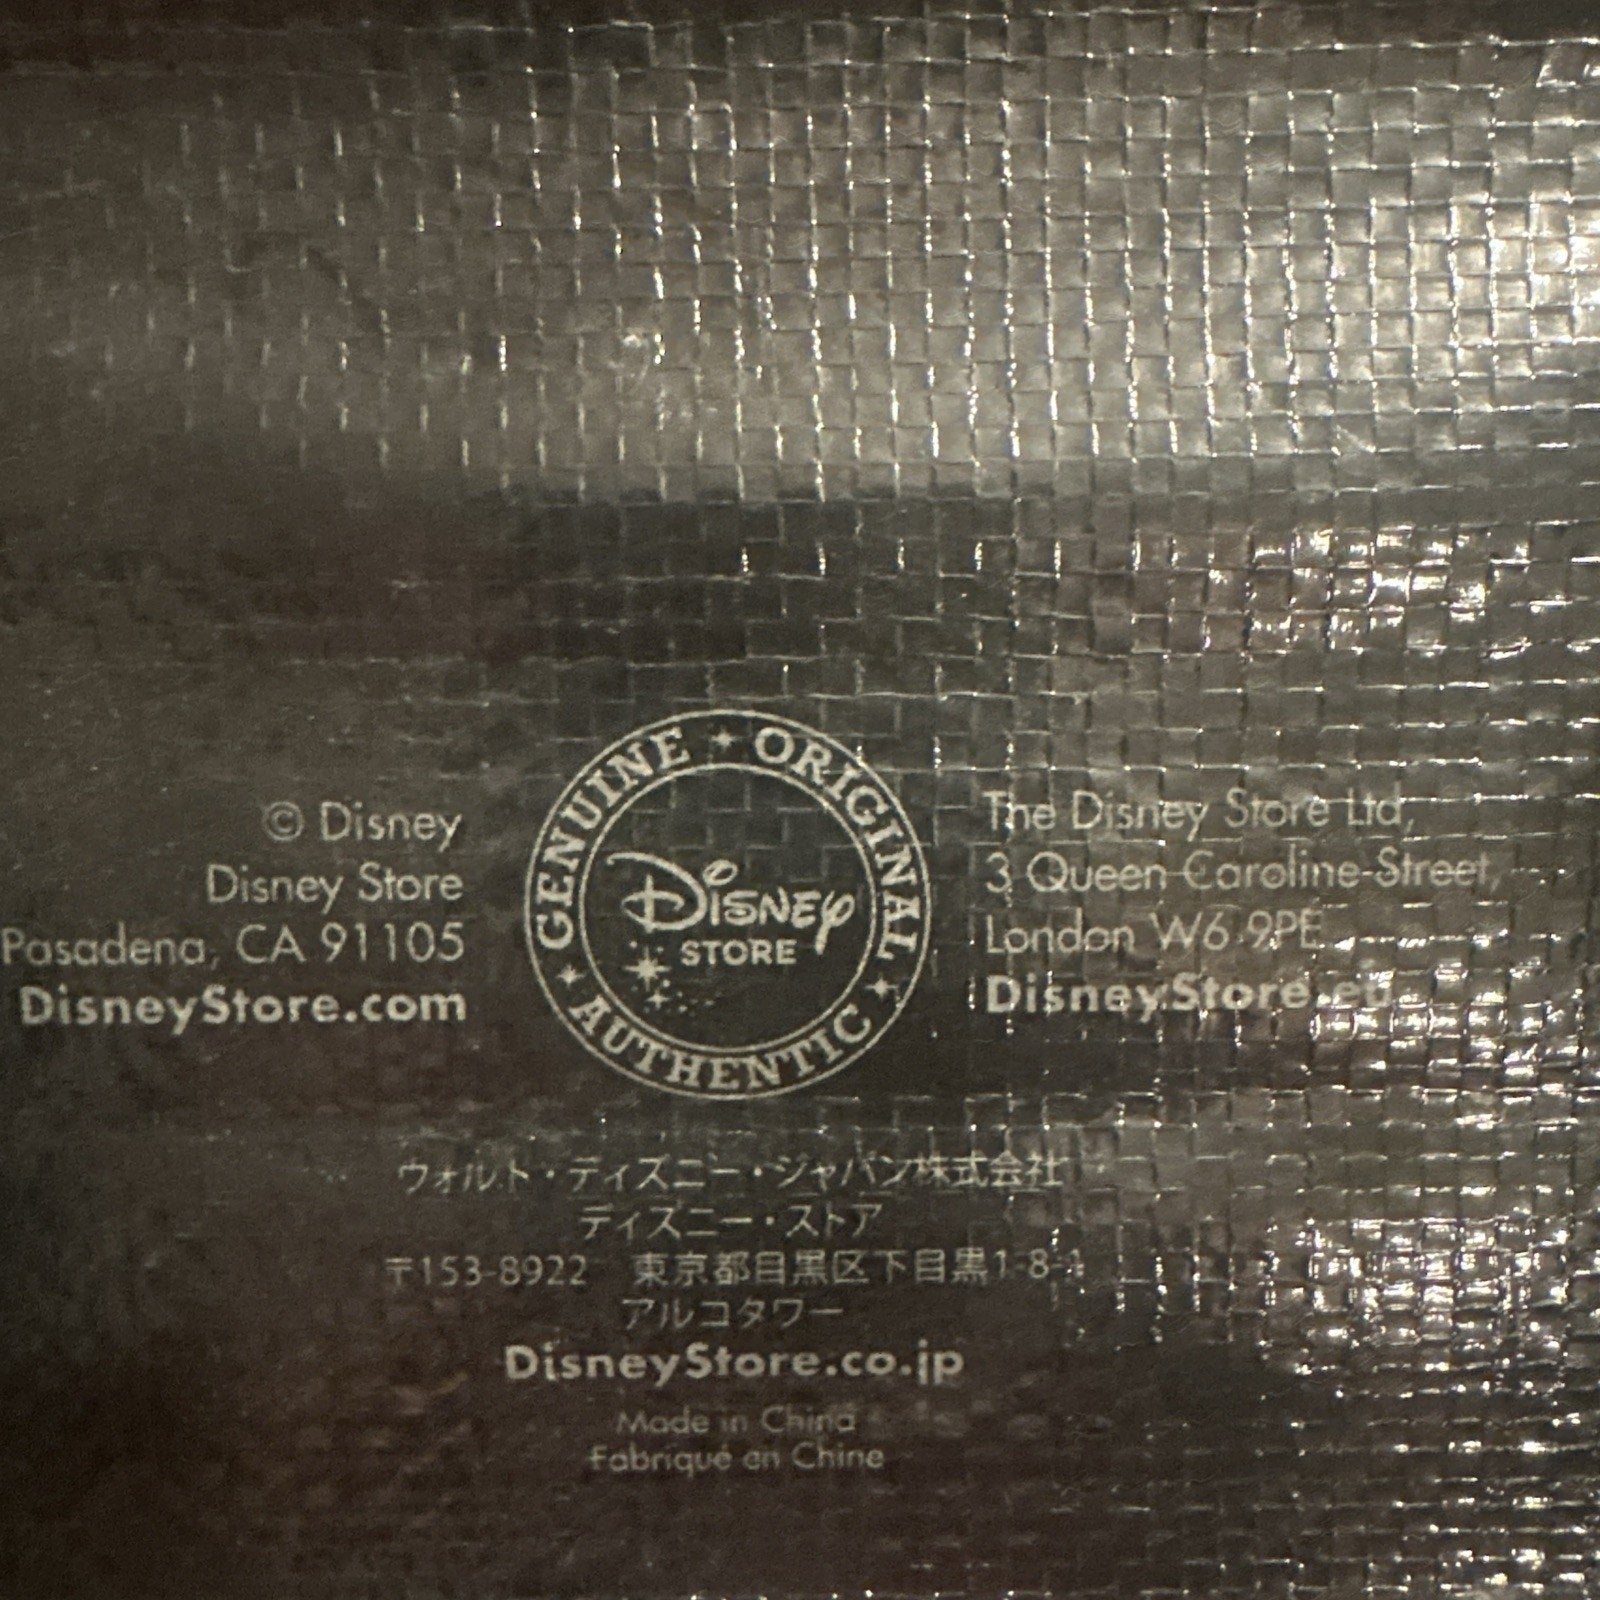 © Disney
Disney Store
Pasadena, CA 91105
DisneyStore.com
GENUINE ORIGINAL AUTHENTIC
Disney
STORE
The Disney Store Ltd,
3 Queen Caroline Street,
London W6 9PE
DisneyStore.eu
ウォルト・ディズニー・ジャパン株式会社
ディズニー・ストア
〒153-8922 東京都目黒区下目黒1-8-1
アルコタワー
DisneyStore.co.jp
Made in China
Fabriqué en Chine